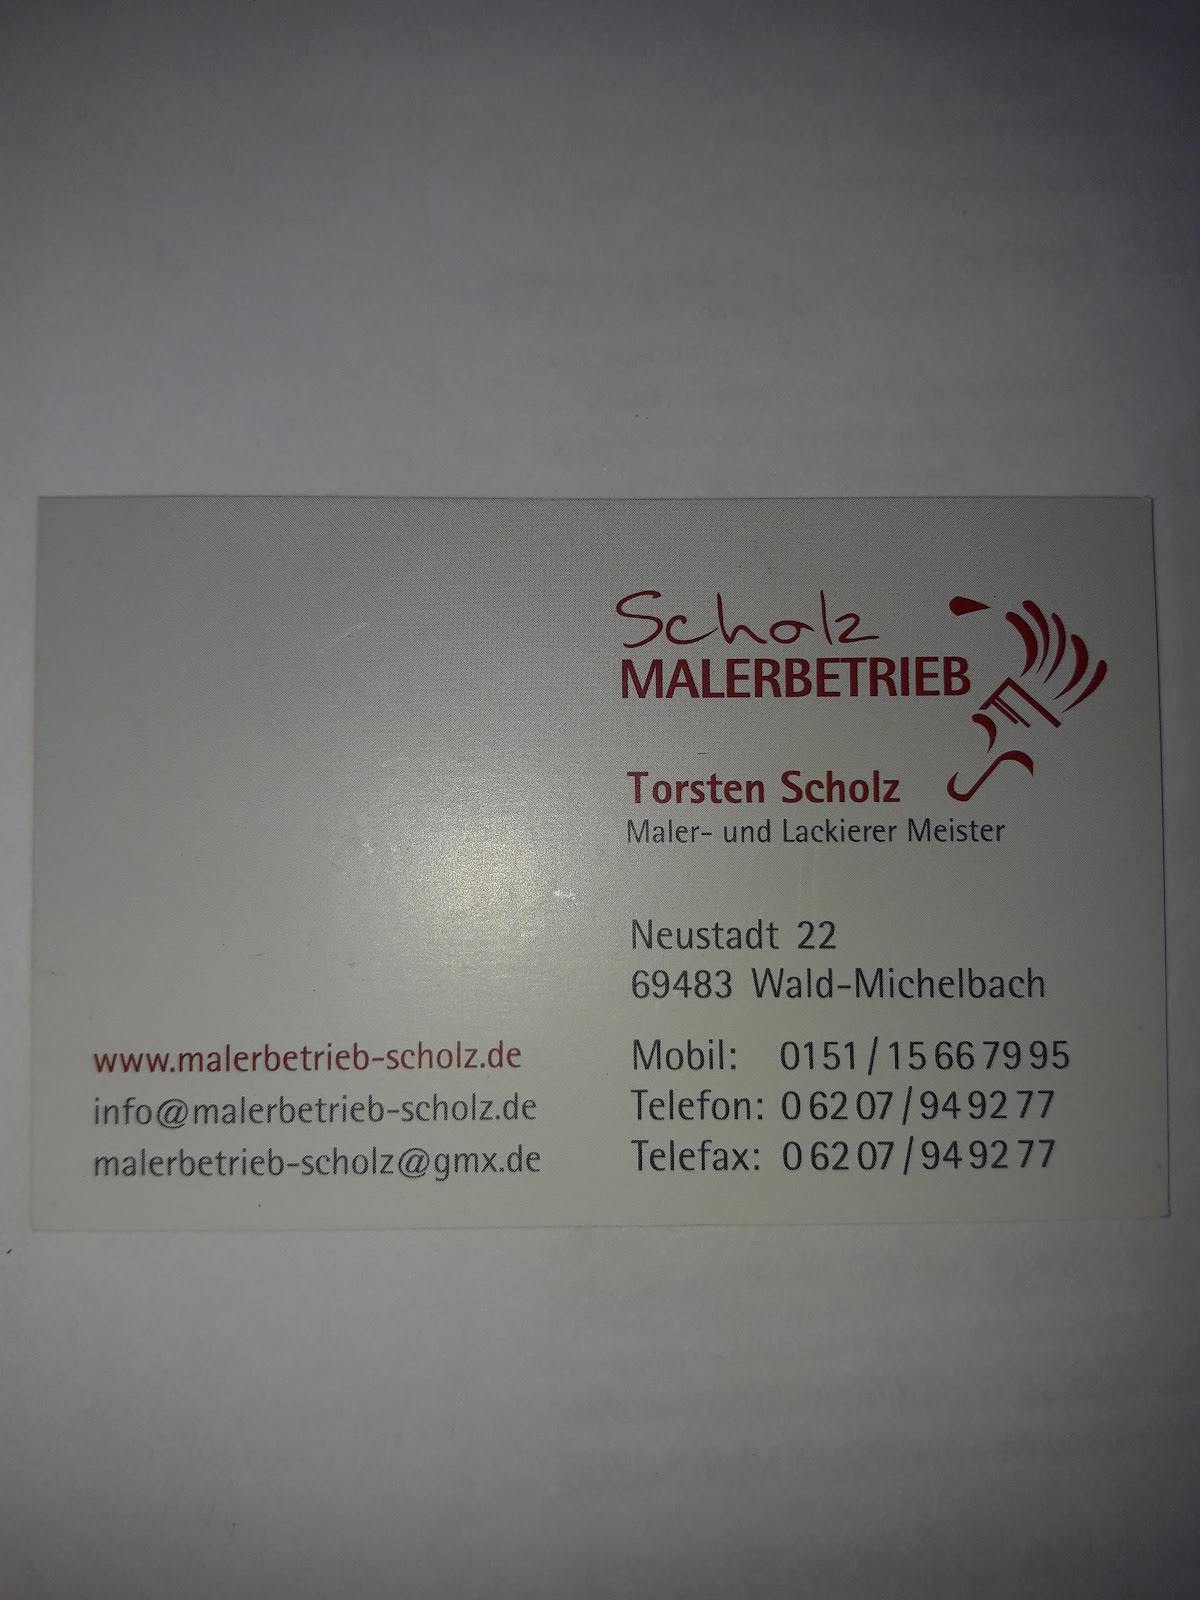 Scholz
MALERBETRIEB
Torsten Scholz
Maler- und Lackierer Meister
Neustadt 22
69483 Wald-Michelbach
Mobil: 0151 / 15 66 79 95
Telefon: 0 62 07 / 94 92 77
Telefax: 0 62 07 / 94 92 77
www.malerbetrieb-scholz.de
info@malerbetrieb-scholz.de
malerbetrieb-scholz@gmx.de